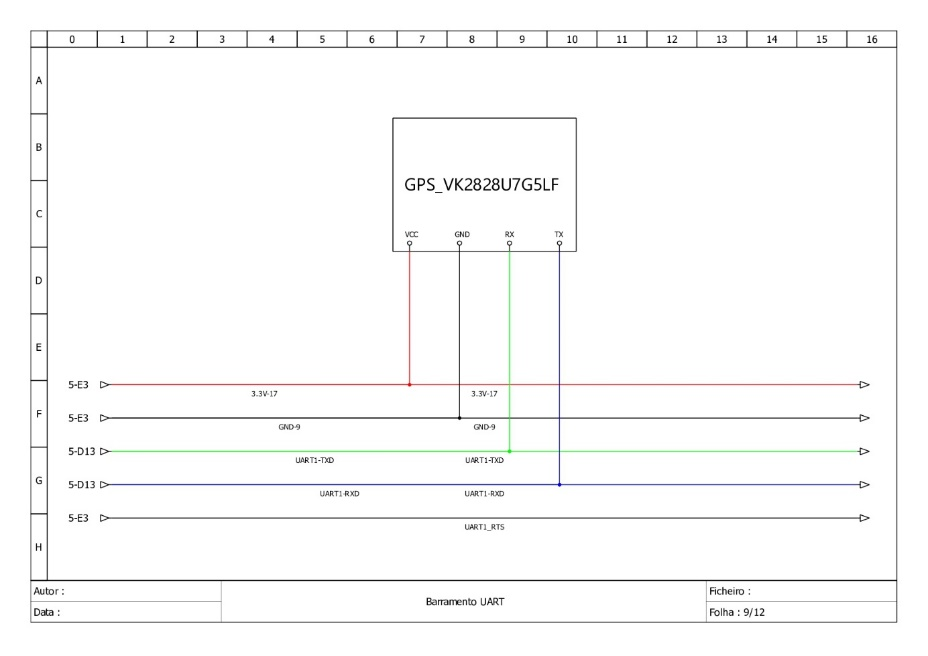 0 1 2 3 4 5 6 7 8 9 10 11 12 13 14 15 16
A
B
GPS_VK2828U7G5LF
C
VCC GND RX TX
D
E
5-E3
3.3V-17 3.3V-17
F
5-E3
GND-9 GND-9
5-D13
UART1-TXD UART1-TXD
G
5-D13
UART1-RXD UART1-RXD
5-E3
UART1_RTS
H
Autor :
Data :
Barramento UART
Ficheiro :
Folha : 9/12